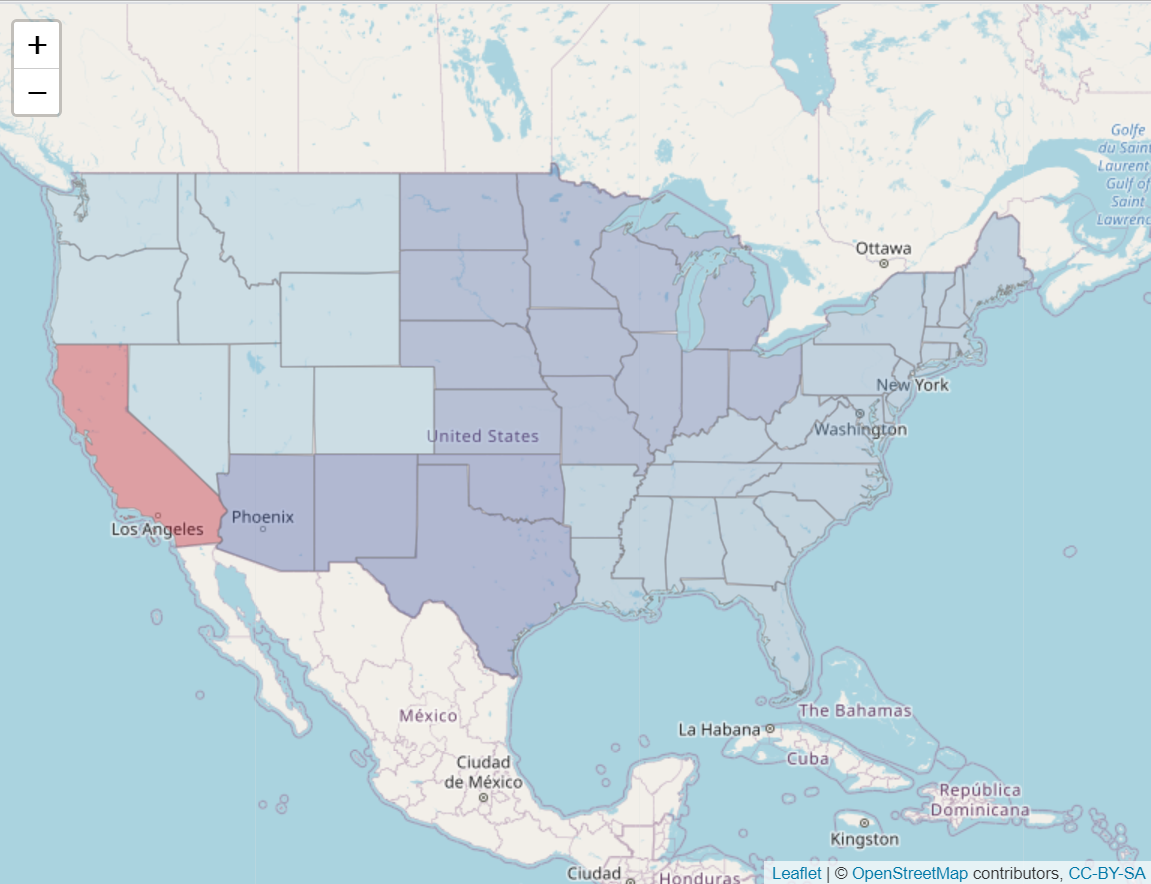 +
−
Golfe
du Saint
Laurent
Gulf of
Saint
Lawrenc
Ottawa
New York
Washington
United States
Phoenix
Los Angeles
México
Ciudad
de México
La Habana
The Bahamas
Cuba
República
Dominicana
Kingston
Ciudad
Honduras
Leaflet | © OpenStreetMap contributors, CC-BY-SA